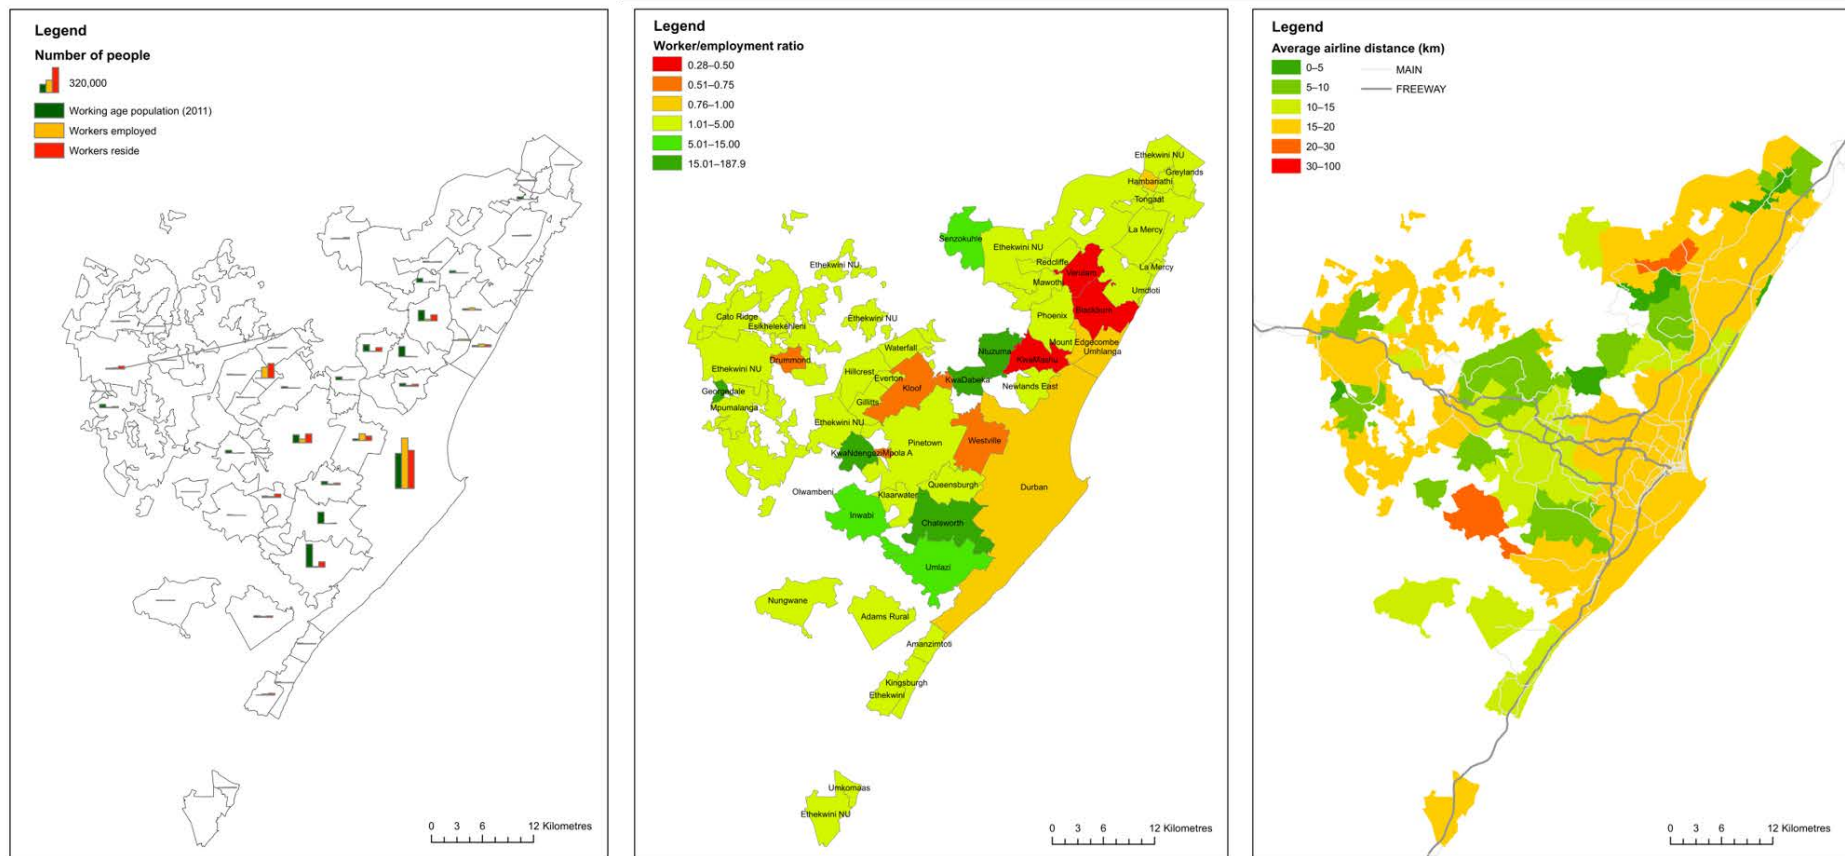 Legend
Number of people
320,000
Working age population (2011)
Workers employed
Workers reside
0 3 6 12 Kilometres
Legend
Worker/employment ratio
0.28–0.50
0.51–0.75
0.76–1.00
1.01–5.00
5.01–15.00
15.01–187.9
Ethekwini NU
Greylands
Hambanathi
Tongaat
La Mercy
Senzokuhle
Ethekwini NU
Redcliffe
Ethekwini NU
Verulam
La Mercy
Mawothi
Umdloti
Phoenix
Cato Ridge
Ethekwini NU
Esikhelekehleni
Mount Edgecombe
Waterfall
Ntuzuma
Umhlanga
Drummond
KwaMashu
Ethekwini NU
Hillcrest
Everton
KwaDabeka
Newlands East
Kloof
Georgedale
Gillitts
Mpumalanga
Ethekwini NU
Pinetown
Westville
KwaNdengezi
Mpola A
Queensburgh
Durban
Olwambeni
Klaarwater
Inwabi
Chatsworth
Umlazi
Nungwane
Adams Rural
Amanzimtoti
Kingsburgh
Ethekwini
Umkomaas
Ethekwini NU
0 3 6 12 Kilometres
Legend
Average airline distance (km)
0–5
5–10
10–15
15–20
20–30
30–100
MAIN
FREEWAY
0 3 6 12 Kilometres